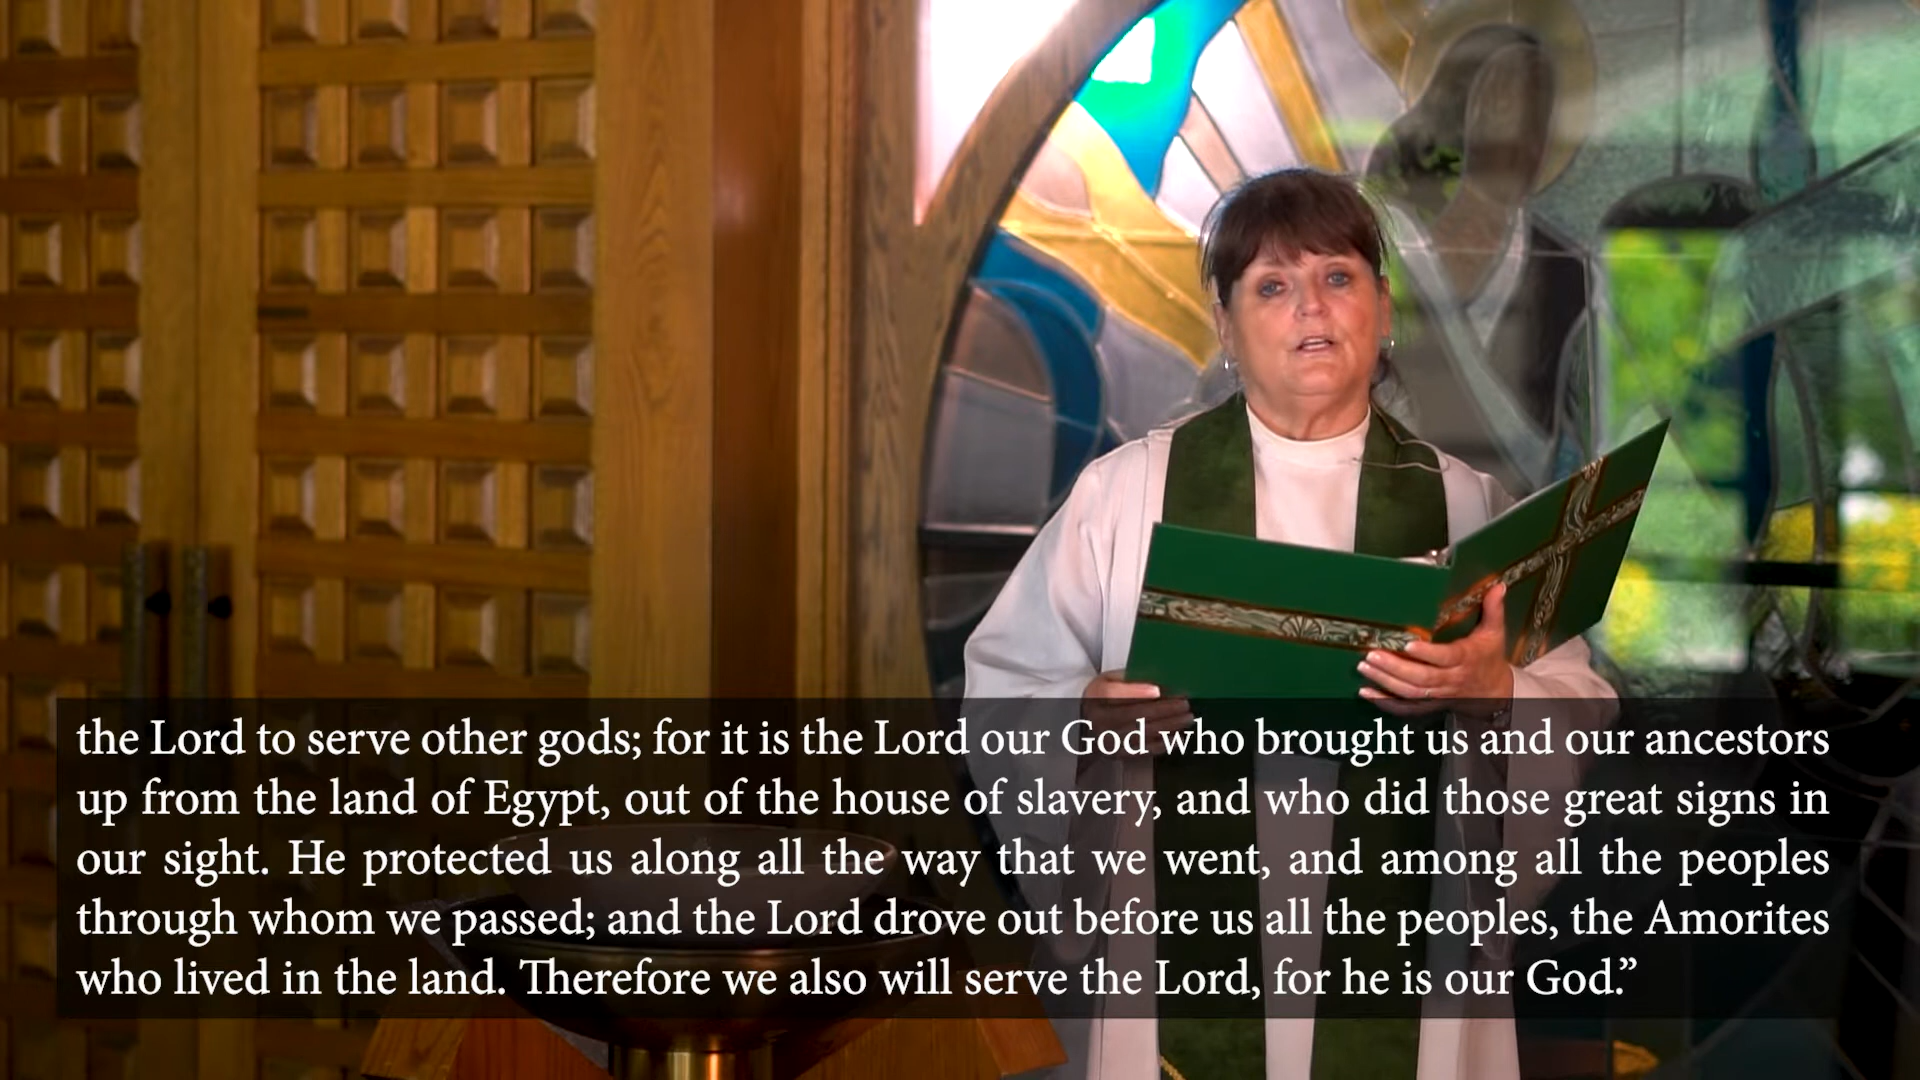 the Lord to serve other gods; for it is the Lord our God who brought us and our ancestors
up from the land of Egypt, out of the house of slavery, and who did those great signs in
our sight. He protected us along all the way that we went, and among all the peoples
through whom we passed; and the Lord drove out before us all the peoples, the Amorites
who lived in the land. Therefore we also will serve the Lord, for he is our God.”